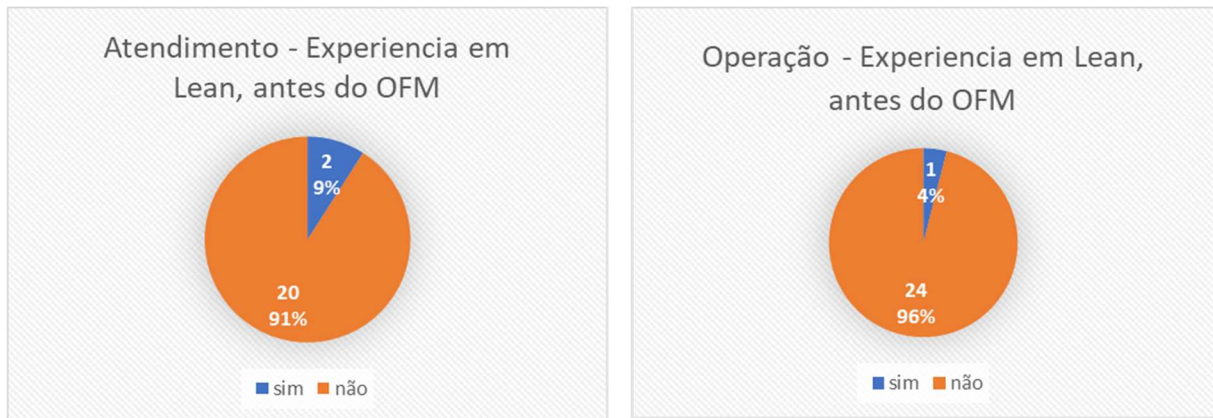 Atendimento - Experiencia em
Lean, antes do OFM
2
9%
20
91%
sim não
Operação - Experiencia em Lean,
antes do OFM
1
4%
24
96%
sim não